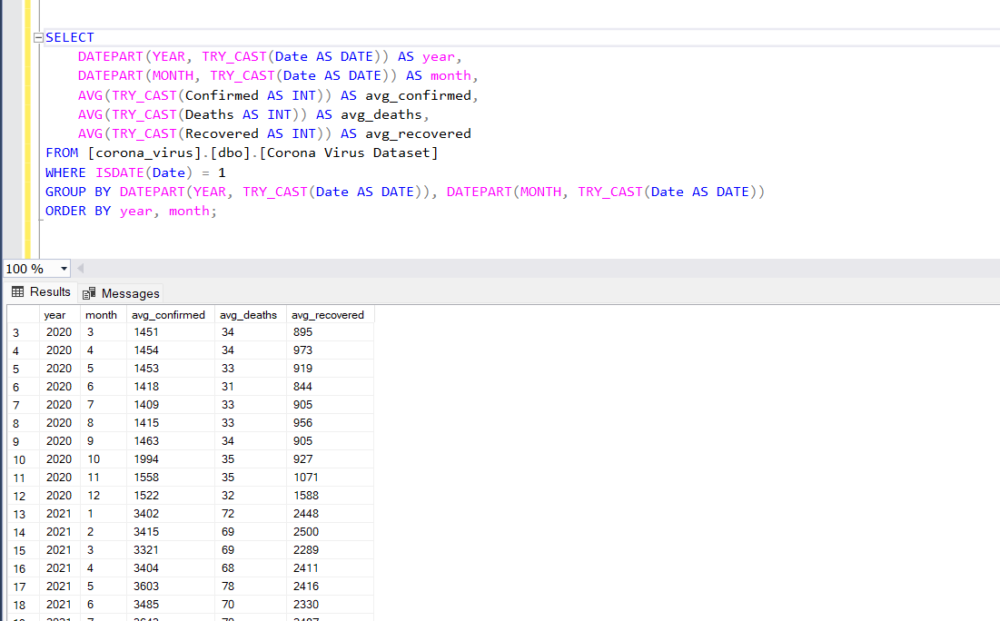 SELECT
DATEPART(YEAR, TRY_CAST(Date AS DATE)) AS year,
DATEPART(MONTH, TRY_CAST(Date AS DATE)) AS month,
AVG(TRY_CAST(Confirmed AS INT)) AS avg_confirmed,
AVG(TRY_CAST(Deaths AS INT)) AS avg_deaths,
AVG(TRY_CAST(Recovered AS INT)) AS avg_recovered
FROM [corona_virus].[dbo].[Corona Virus Dataset]
WHERE ISDATE(Date) = 1
GROUP BY DATEPART(YEAR, TRY_CAST(Date AS DATE)), DATEPART(MONTH, TRY_CAST(Date AS DATE))
ORDER BY year, month;
100 %
Results Messages
year month avg_confirmed avg_deaths avg_recovered
3 2020 3 1451 34 895
4 2020 4 1454 34 973
5 2020 5 1453 33 919
6 2020 6 1418 31 844
7 2020 7 1409 33 905
8 2020 8 1415 33 956
9 2020 9 1463 34 905
10 2020 10 1994 35 927
11 2020 11 1558 35 1071
12 2020 12 1522 32 1588
13 2021 1 3402 72 2448
14 2021 2 3415 69 2500
15 2021 3 3321 69 2289
16 2021 4 3404 68 2411
17 2021 5 3603 78 2416
18 2021 6 3485 70 2330